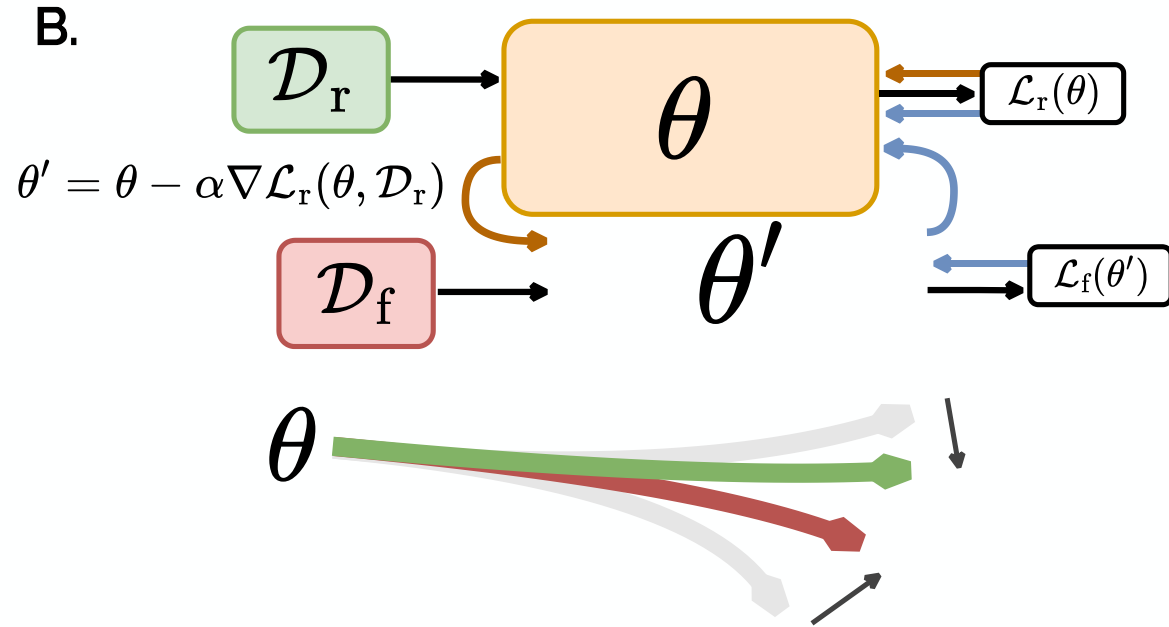 B.
𝒟r
θ
ℒr(θ)
θ′ = θ − α∇ℒr(θ, 𝒟r)
θ′
𝒟f
ℒf(θ′)
θ